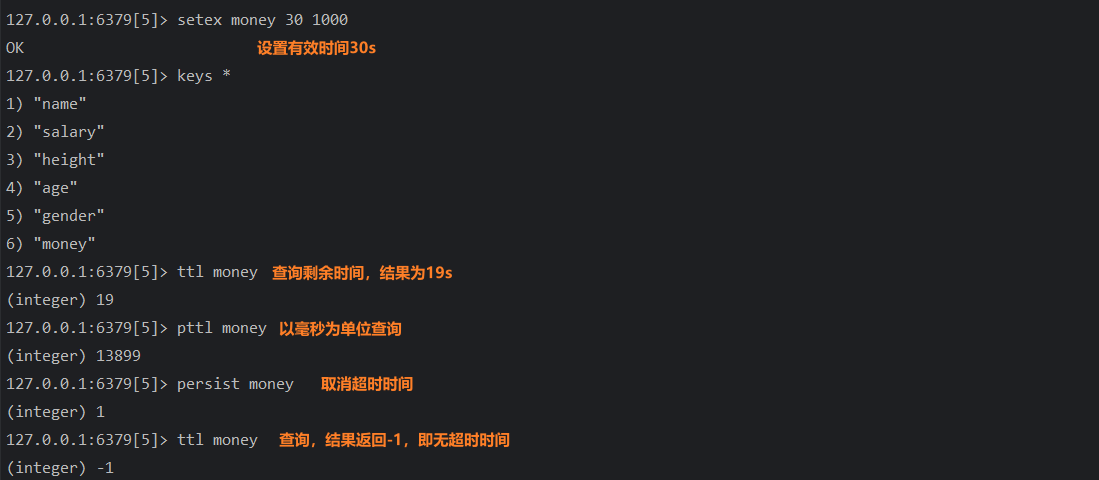 127.0.0.1:6379[5]> setex money 30 1000
OK 设置有效时间30s
127.0.0.1:6379[5]> keys *
1) "name"
2) "salary"
3) "height"
4) "age"
5) "gender"
6) "money"
127.0.0.1:6379[5]> ttl money 查询剩余时间，结果为19s
(integer) 19
127.0.0.1:6379[5]> pttl money 以毫秒为单位查询
(integer) 13899
127.0.0.1:6379[5]> persist money 取消超时时间
(integer) 1
127.0.0.1:6379[5]> ttl money 查询，结果返回-1，即无超时时间
(integer) -1